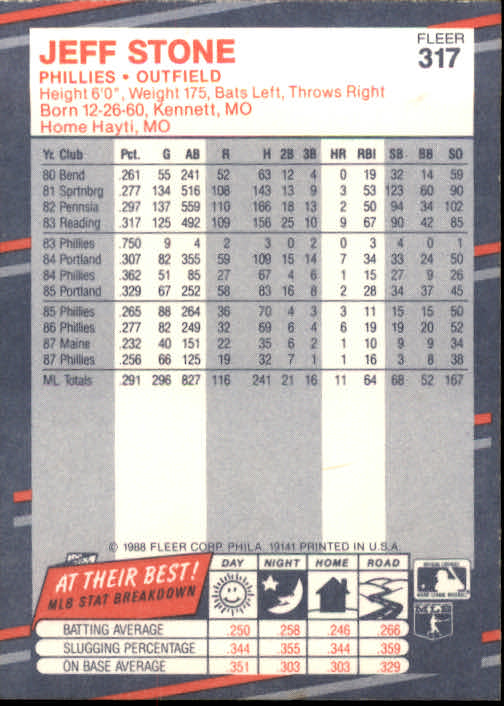 JEFF STONE
FLEER
317
PHILLIES • OUTFIELD
Height 6'0", Weight 175, Bats Left, Throws Right
Born 12-26-60, Kennett, MO
Home Hayti, MO
Yr. Club Pct. G AB R H 2B 3B HR RBI SB BB SO
80 Bend .261 55 241 52 63 12 4 0 19 32 14 59
81 Sprtnbrg .277 134 516 108 143 13 9 3 53 123 60 90
82 Pennsla .297 137 559 110 166 18 2 2 50 94 34 102
83 Reading .317 125 492 109 156 25 10 9 67 90 42 85
83 Phillies .750 9 4 2 3 0 2 0 3 4 0 1
84 Portland .307 82 355 59 109 15 14 7 34 33 24 50
84 Phillies .362 51 85 27 67 4 6 1 15 27 9 26
85 Portland .329 67 252 58 83 16 8 2 28 34 37 45
85 Phillies .265 88 264 36 70 4 3 3 11 15 15 50
86 Phillies .277 82 249 32 69 6 4 6 19 19 20 52
87 Maine .232 40 151 22 35 6 2 1 10 9 9 34
87 Phillies .256 66 125 19 32 7 1 1 16 3 8 38
ML Totals .291 296 827 116 241 21 16 11 64 68 52 167
© 1988 FLEER CORP. PHILA. 19141 PRINTED IN U.S.A.
AT THEIR BEST!
MLB STAT BREAKDOWN
DAY NIGHT HOME ROAD
BATTING AVERAGE .250 .258 .246 .266
SLUGGING PERCENTAGE .344 .355 .344 .359
ON BASE AVERAGE .351 .303 .303 .329